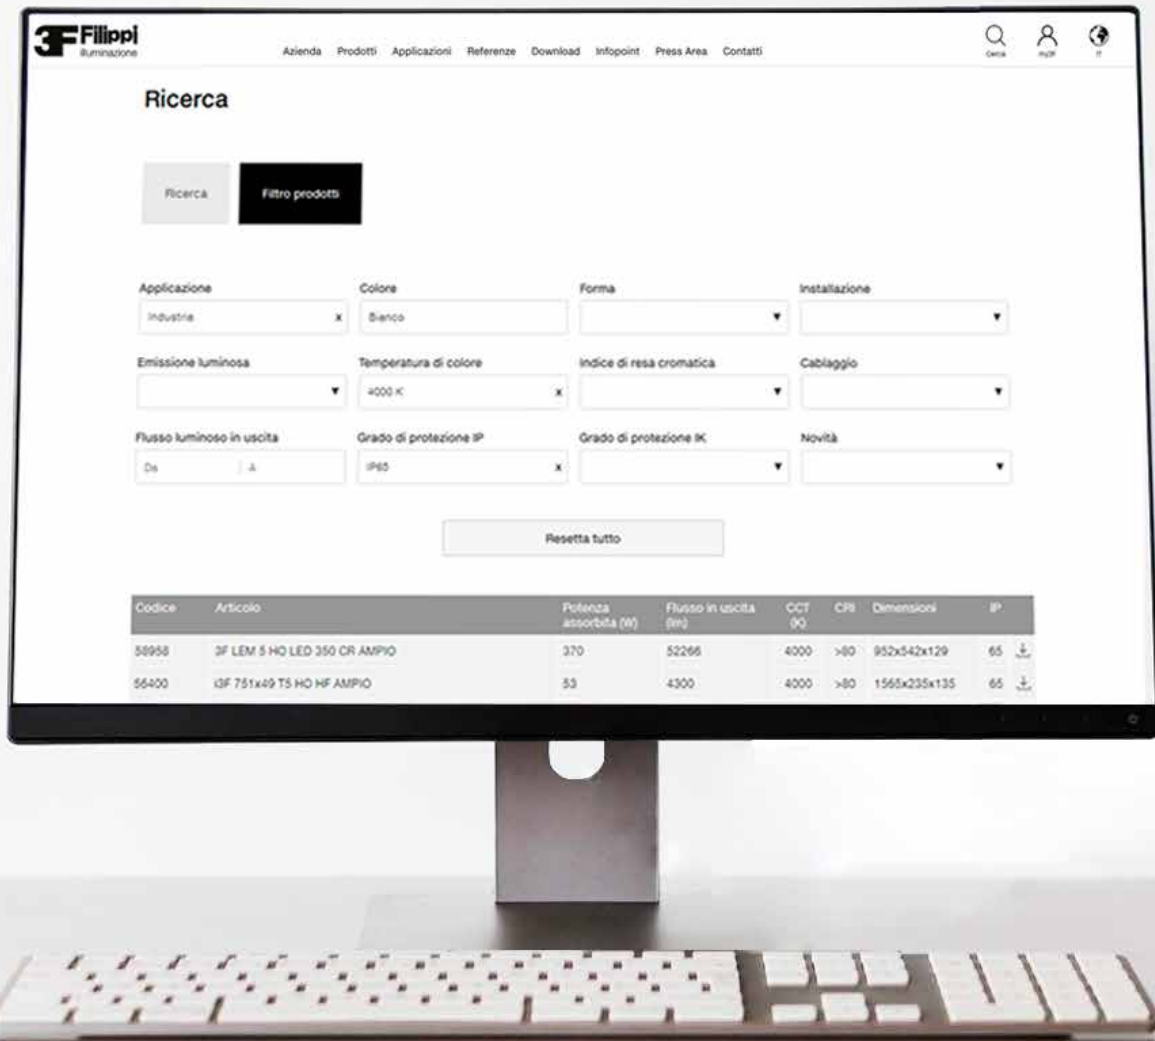 3F Filippi
illuminazione
Azienda Prodotti Applicazioni Referenze Download Infopoint Press Area Contatti
Cerca my3F IT
Ricerca
Ricerca Filtro prodotti
Applicazione Colore Forma Installazione
Industrie x Bianco
Emissione luminosa Temperatura di colore Indice di resa cromatica Cablaggio
4000 K x
Flusso luminoso in uscita Grado di protezione IP Grado di protezione IK Novità
Da A IP65 x
Resetta tutto
Codice Articolo Potenza assorbita (W) Flusso in uscita (lm) CCT (K) CRI Dimensioni IP
58958 3F LEM 5 HO LED 350 CR AMPIO 370 52266 4000 >80 952x542x129 65
56400 i3F 751x49 T5 HO HF AMPIO 53 4300 4000 >80 1565x235x135 65